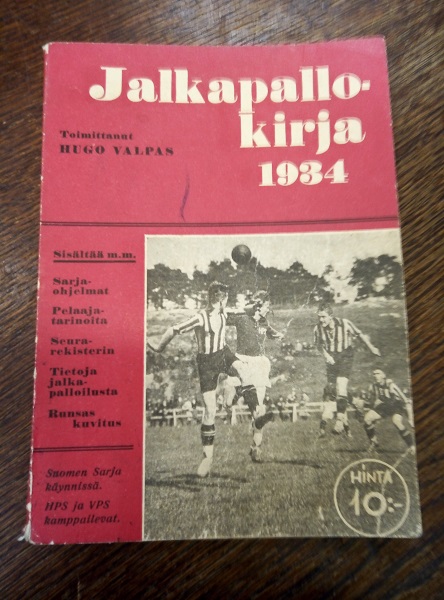 Jalkapallo-
kirja
1934
Toimittanut
HUGO VALPAS
Sisältää m.m.
Sarja-
ohjelmat
Pelaaja-
tarinoita
Seura-
rekisterin
Tietoja
jalka-
palloilusta
Runsas
kuvitus
Suomen Sarja
käynnissä.
HPS ja VPS
kamppailevat.
HINTA
10:-